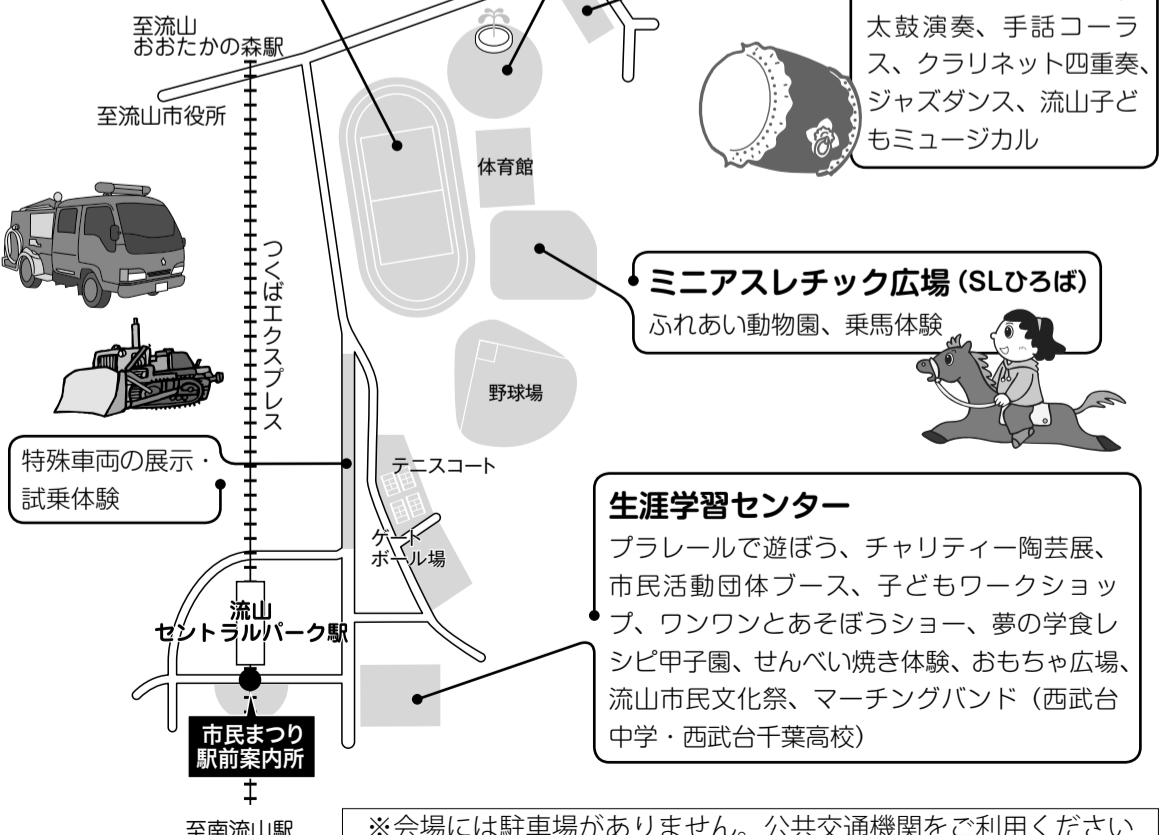 至流山
おおたかの森駅
至流山市役所
太鼓演奏、手話コーラ
ス、クラリネット四重奏、
ジャズダンス、流山子ど
もミュージカル
体育館
つくばエクスプレス
ミニアスレチック広場(SLひろば)
ふれあい動物園、乗馬体験
野球場
特殊車両の展示・
試乗体験
テニスコート
ゲート
ボール場
生涯学習センター
プラレールで遊ぼう、チャリティー陶芸展、
市民活動団体ブース、子どもワークショッ
プ、ワンワンとあそぼうショー、夢の学食レ
シピ甲子園、せんべい焼き体験、おもちゃ広場、
流山市民文化祭、マーチングバンド（西武台
中学・西武台千葉高校）
流山
セントラルパーク駅
市民まつり
駅前案内所
至南流山駅
※会場には駐車場がありません。公共交通機関をご利用ください